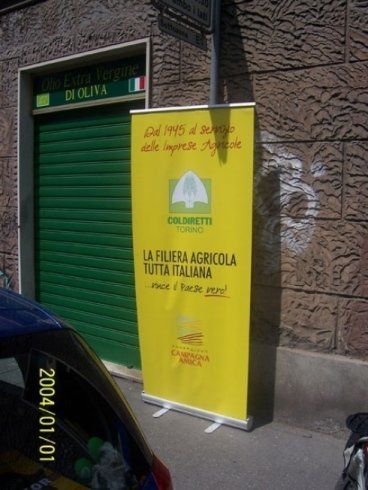 Olio Extra Vergine
DI OLIVA
Dal 1945 al servizio
delle Imprese Agricole
COLDIRETTI
TORINO
LA FILIERA AGRICOLA
TUTTA ITALIANA
...vince il Paese vero!
FONDAZIONE
CAMPAGNA
AMICA
2004/01/01